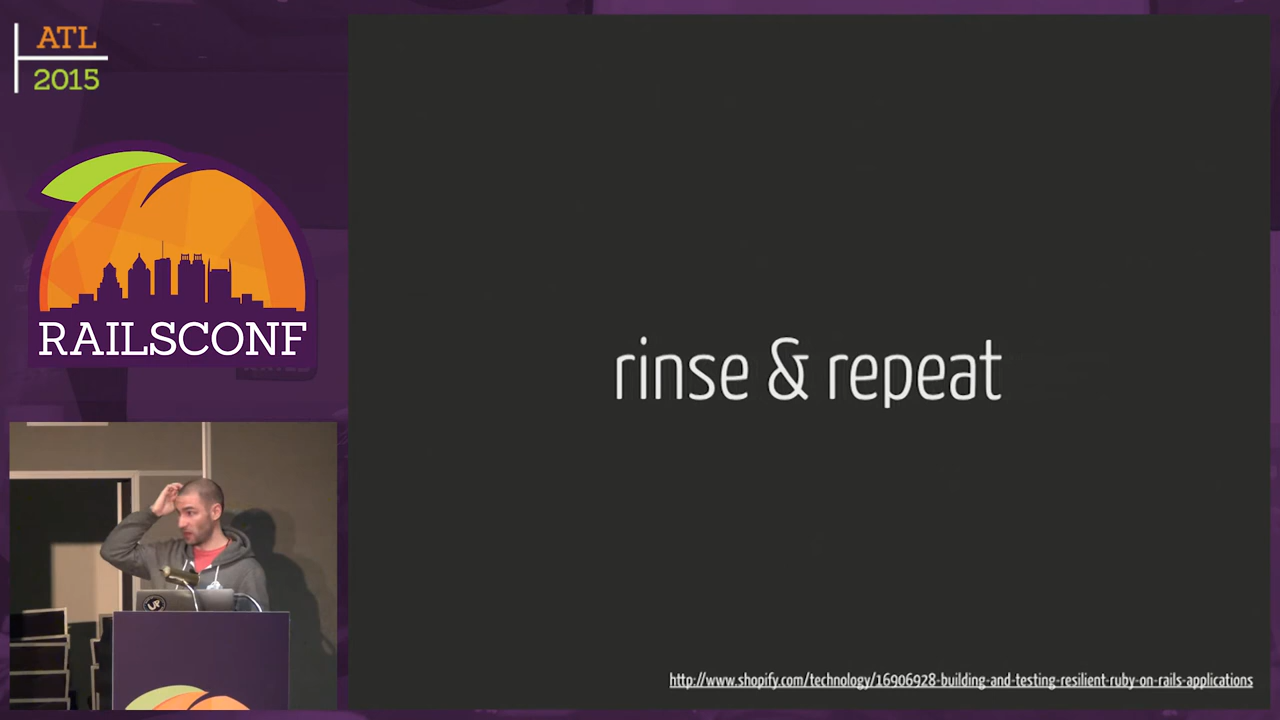 ATL
2015
RAILSCONF
rinse & repeat
http://www.shopify.com/technology/16906928-building-and-testing-resilient-ruby-on-rails-applications